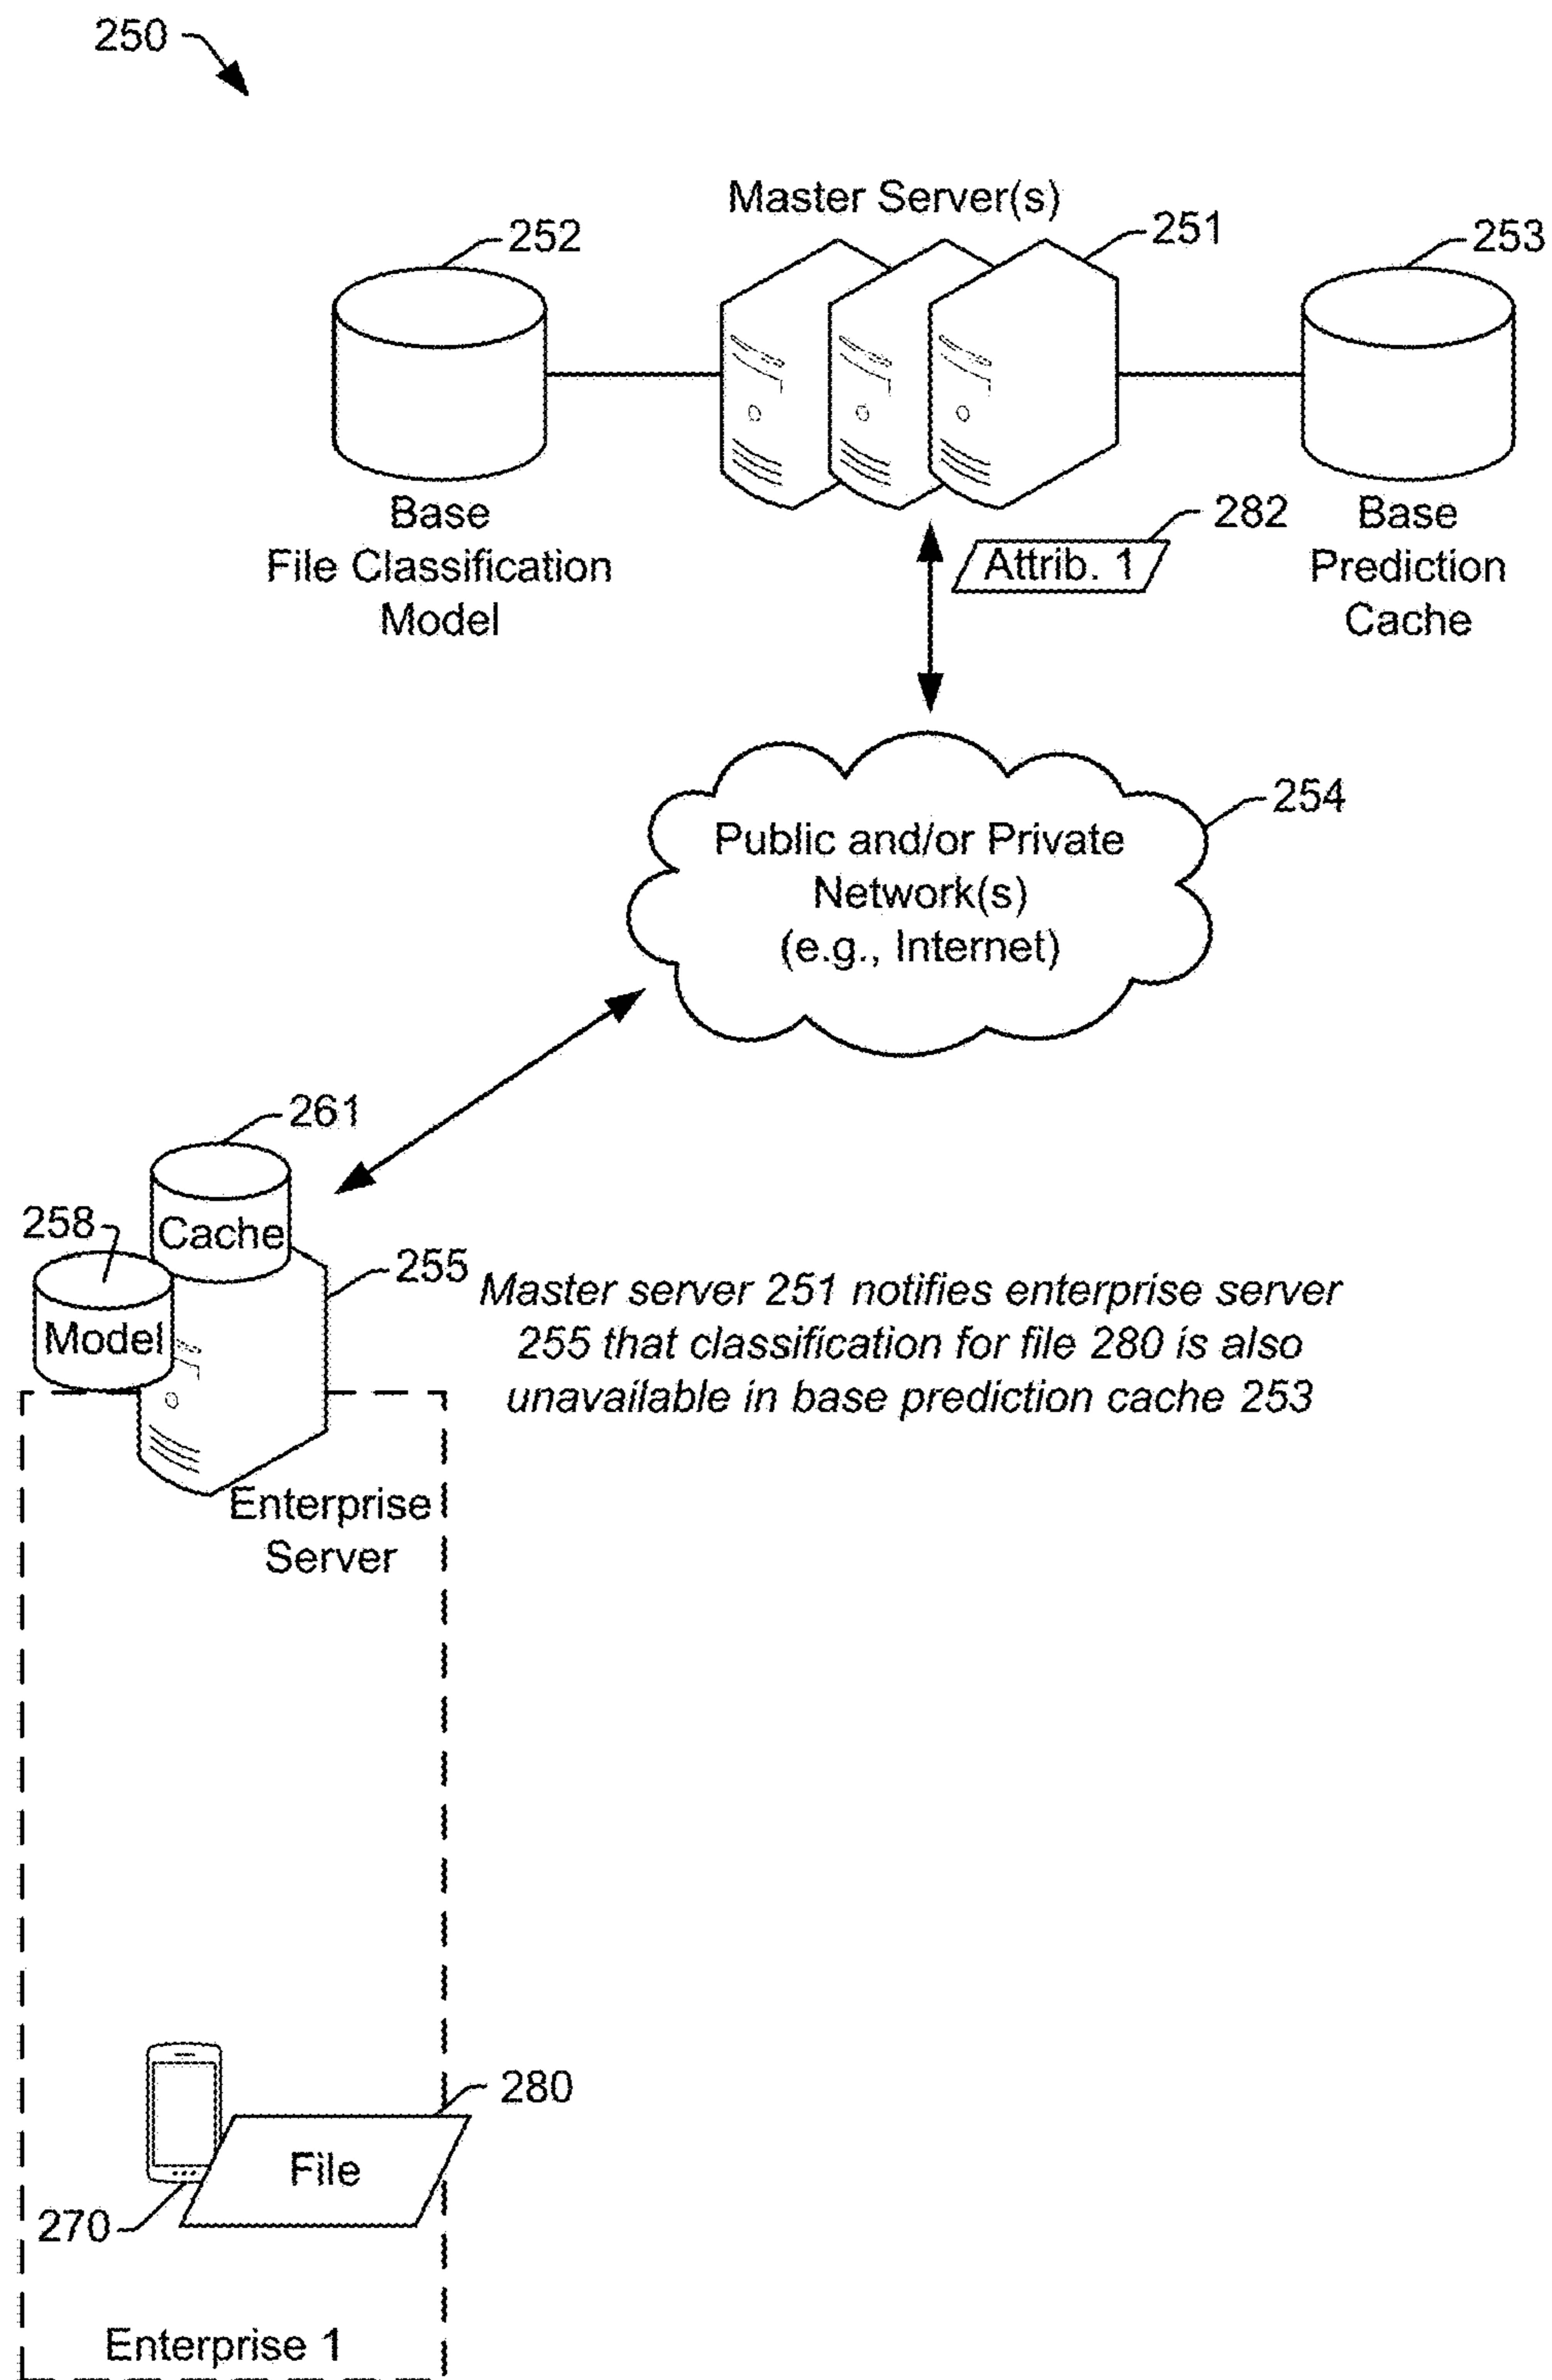 250
Master Server(s)
252
251
253
Base
File Classification
Model
282
Attrib. 1
Base
Prediction
Cache
254
Public and/or Private
Network(s)
(e.g., Internet)
261
Cache
258
Model
255
Master server 251 notifies enterprise server
255 that classification for file 280 is also
unavailable in base prediction cache 253
Enterprise
Server
280
File
270
Enterprise 1